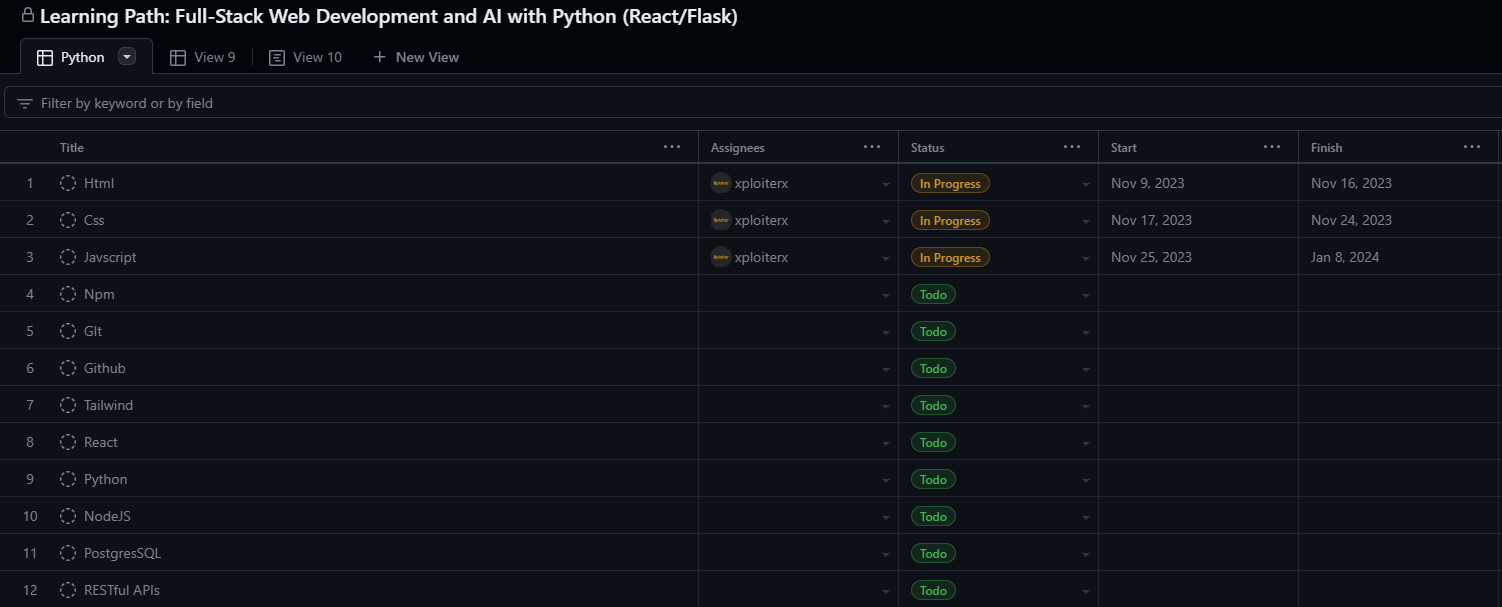 Learning Path: Full-Stack Web Development and AI with Python (React/Flask)
Python View 9 View 10 New View
Filter by keyword or by field
Title Assignees Status Start Finish
1 Html xploiterx In Progress Nov 9, 2023 Nov 16, 2023
2 Css xploiterx In Progress Nov 17, 2023 Nov 24, 2023
3 Javscript xploiterx In Progress Nov 25, 2023 Jan 8, 2024
4 Npm Todo
5 GIt Todo
6 Github Todo
7 Tailwind Todo
8 React Todo
9 Python Todo
10 NodeJS Todo
11 PostgresSQL Todo
12 RESTful APIs Todo